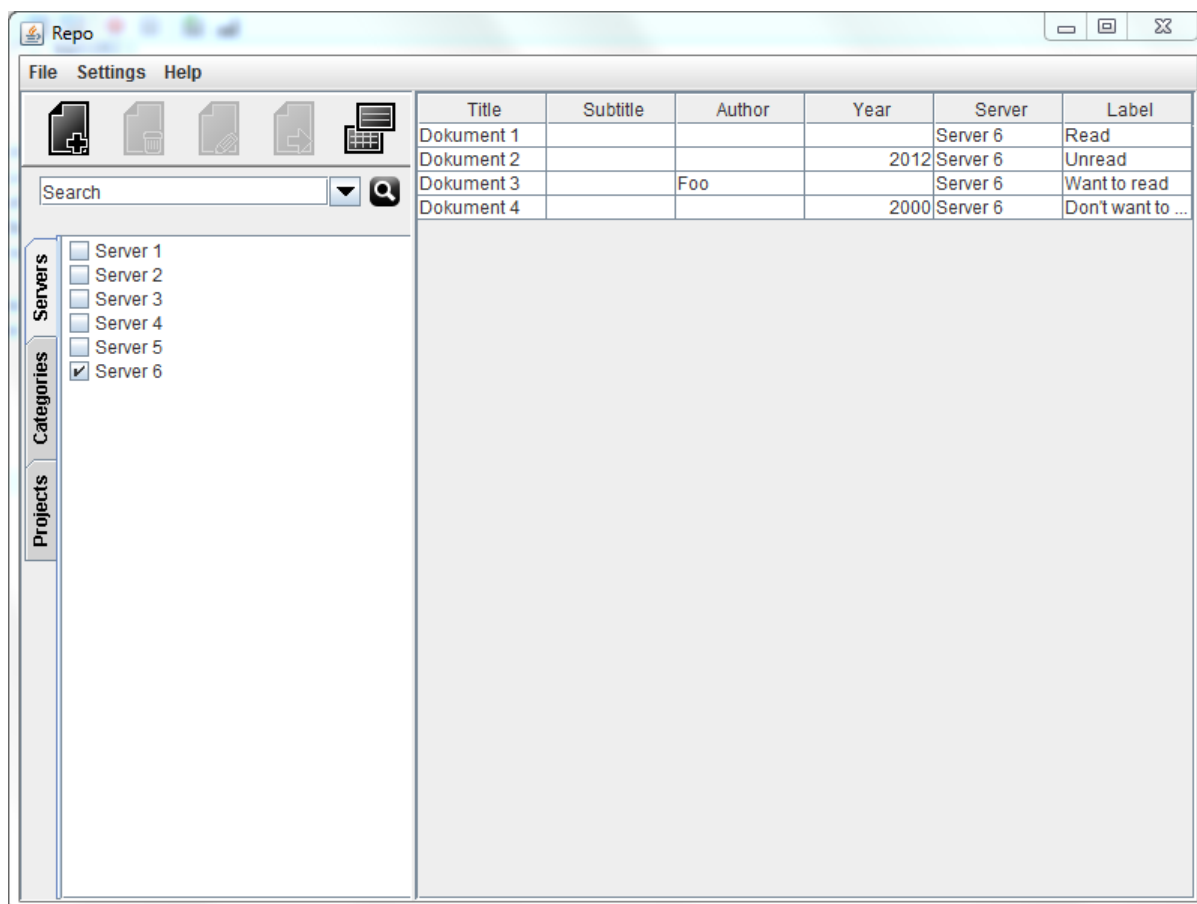 Repo
File Settings Help
Title Subtitle Author Year Server Label
Dokument 1 Server 6 Read
Dokument 2 2012 Server 6 Unread
Dokument 3 Foo Server 6 Want to read
Dokument 4 2000 Server 6 Don't want to ...
Search
Servers
Categories
Projects
Server 1
Server 2
Server 3
Server 4
Server 5
Server 6